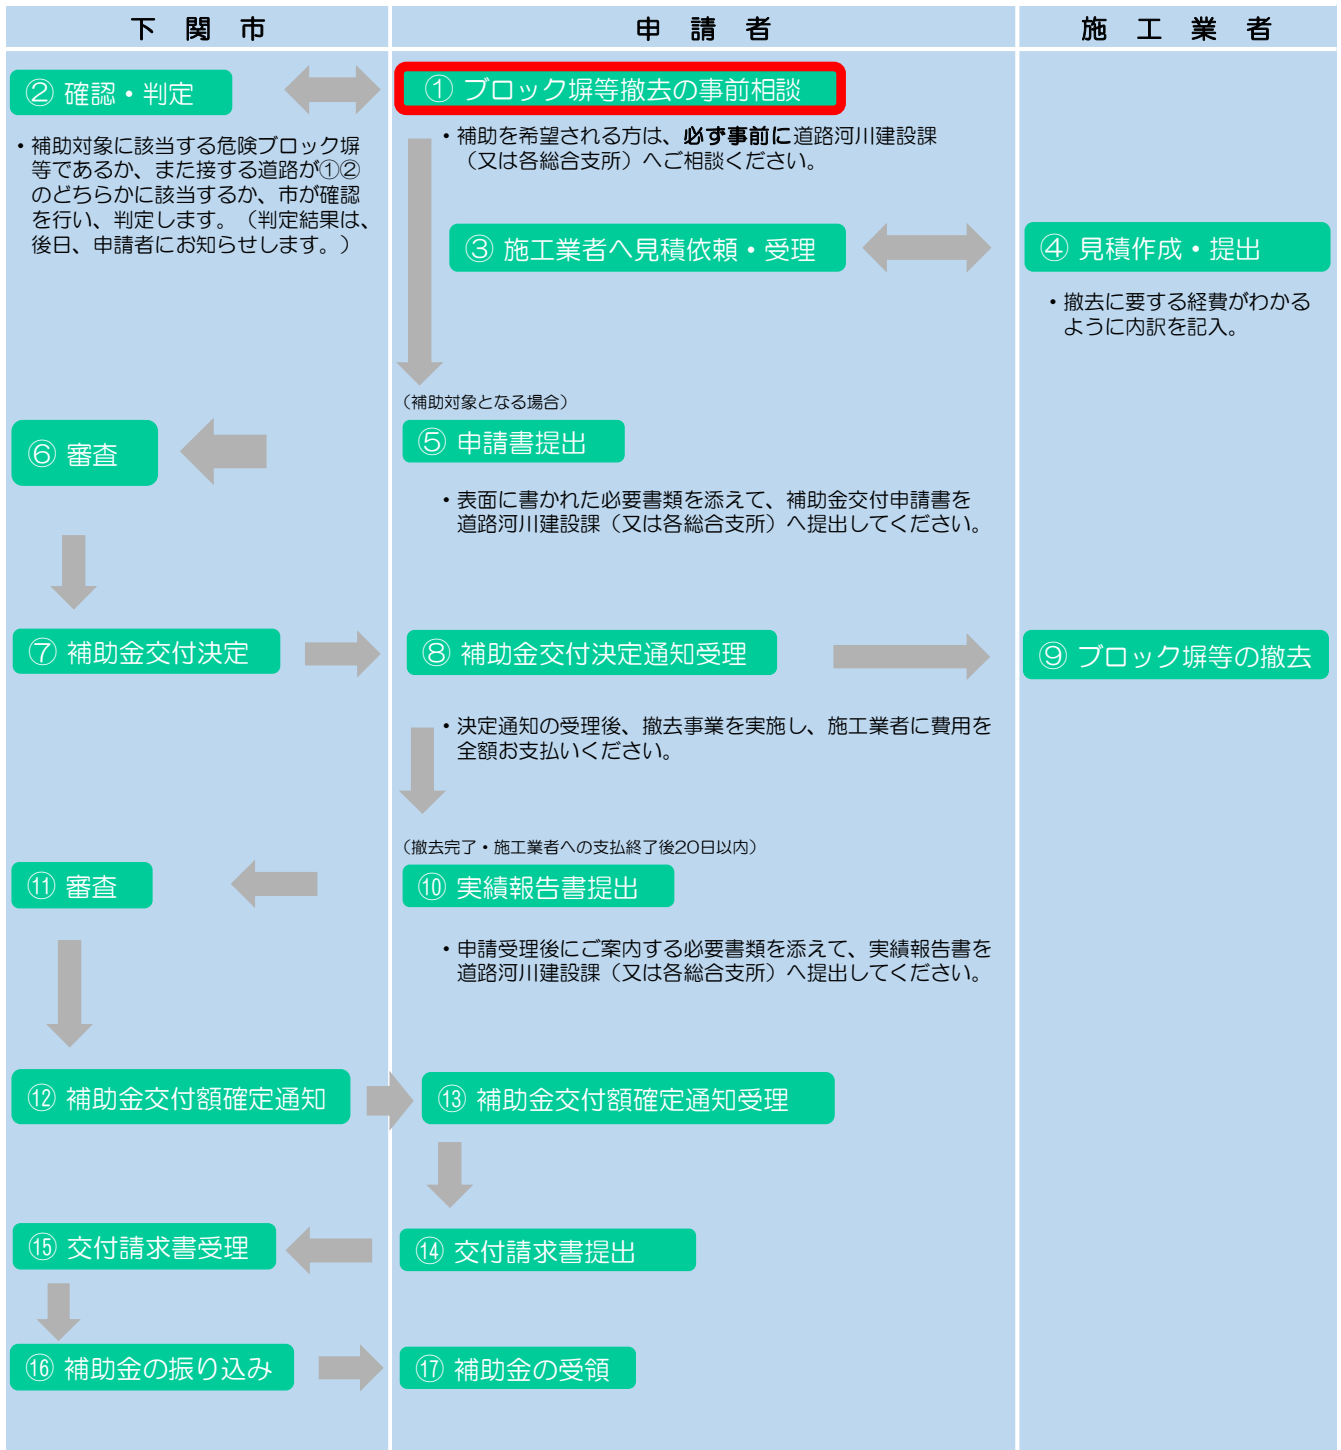 下関市
申請者
施工業者
② 確認・判定
① ブロック塀等撤去の事前相談
・補助対象に該当する危険ブロック塀
等であるか、また接する道路が①②
のどちらかに該当するか、市が確認
を行い、判定します。（判定結果は、
後日、申請者にお知らせします。）
・補助を希望される方は、必ず事前に道路河川建設課
（又は各総合支所）へご相談ください。
③ 施工業者へ見積依頼・受理
④ 見積作成・提出
・撤去に要する経費がわかる
ように内訳を記入。
（補助対象となる場合）
⑤ 申請書提出
⑥ 審査
・表面に書かれた必要書類を添えて、補助金交付申請書を
道路河川建設課（又は各総合支所）へ提出してください。
⑦ 補助金交付決定
⑧ 補助金交付決定通知受理
⑨ ブロック塀等の撤去
・決定通知の受理後、撤去事業を実施し、施工業者に費用を
全額お支払いください。
（撤去完了・施工業者への支払終了後20日以内）
⑩ 実績報告書提出
⑪ 審査
・申請受理後にご案内する必要書類を添えて、実績報告書を
道路河川建設課（又は各総合支所）へ提出してください。
⑫ 補助金交付額確定通知
⑬ 補助金交付額確定通知受理
⑭ 交付請求書提出
⑮ 交付請求書受理
⑯ 補助金の振り込み
⑰ 補助金の受領